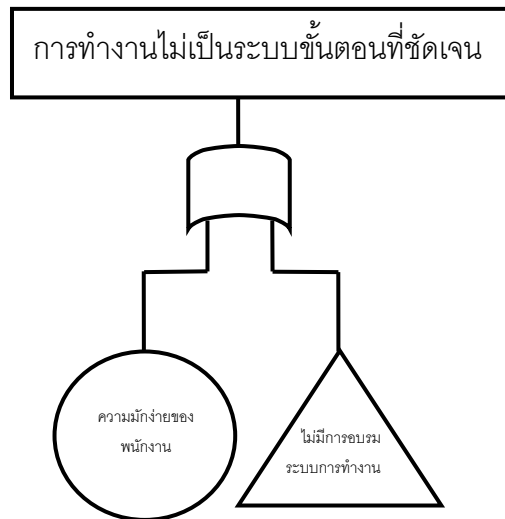 การทำงานไม่เป็นระบบขั้นตอนที่ชัดเจน
ความมักง่ายของ
พนักงาน
ไม่มีการอบรม
ระบบการทำงาน